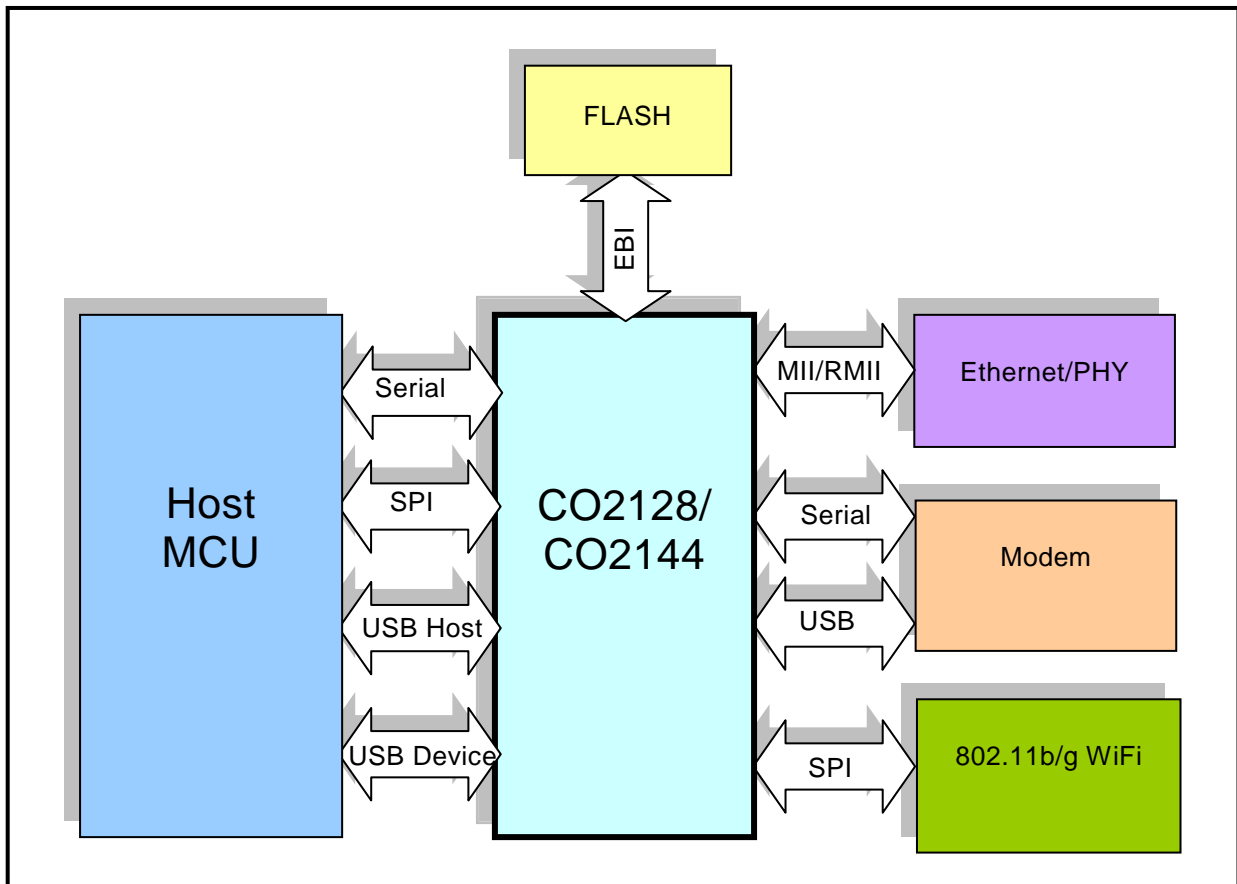 FLASH
EBI
Host
MCU
Serial
SPI
USB Host
USB Device
CO2128/
CO2144
MII/RMII
Serial
USB
SPI
Ethernet/PHY
Modem
802.11b/g WiFi